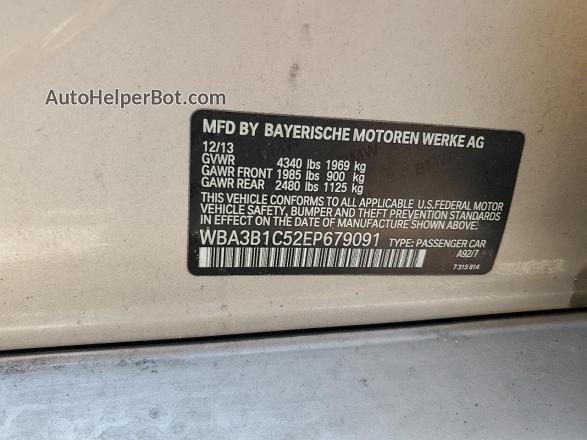 AutoHelperBot.com
MFD BY BAYERISCHE MOTOREN WERKE AG
12/13
GVWR 4340 lbs 1969 kg
GAWR FRONT 1985 lbs 900 kg
GAWR REAR 2480 lbs 1125 kg
THIS VEHICLE CONFORMS TO ALL APPLICABLE U.S.FEDERAL MOTOR
VEHICLE SAFETY, BUMPER AND THEFT PREVENTION STANDARDS
IN EFFECT ON THE DATE OF MANUFACTURE SHOWN ABOVE.
WBA3B1C52EP679091 TYPE: PASSENGER CAR
A92/7
7 315 814